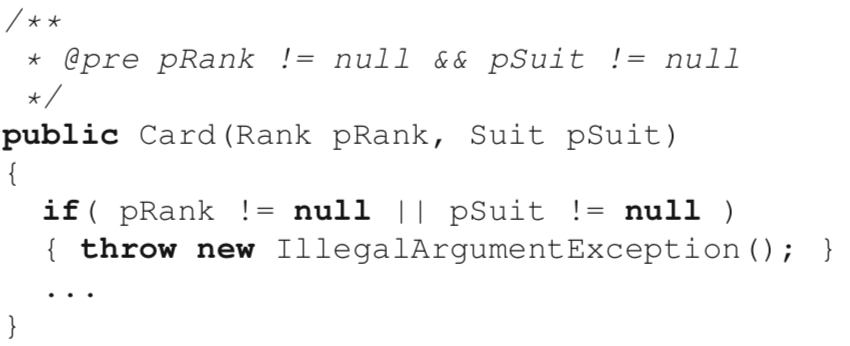 /**
 * @pre pRank != null && pSuit != null
 */
public Card(Rank pRank, Suit pSuit)
{
  if( pRank != null || pSuit != null )
  { throw new IllegalArgumentException(); }
  ...
}